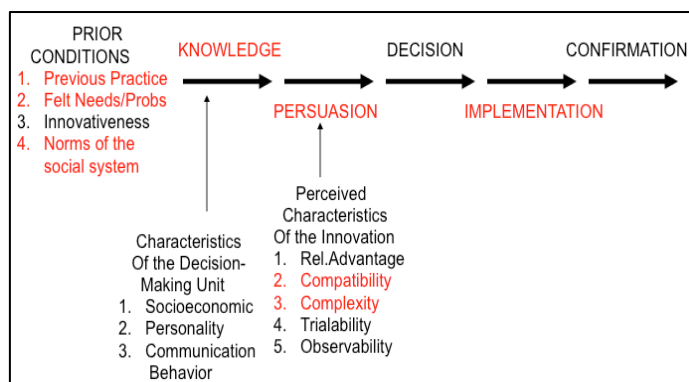 PRIOR
CONDITIONS
1. Previous Practice
2. Felt Needs/Probs
3. Innovativeness
4. Norms of the
social system
KNOWLEDGE
PERSUASION
DECISION
IMPLEMENTATION
CONFIRMATION
Characteristics
Of the Decision-
Making Unit
1. Socioeconomic
2. Personality
3. Communication
Behavior
Perceived
Characteristics
Of the Innovation
1. Rel.Advantage
2. Compatibility
3. Complexity
4. Trialability
5. Observability